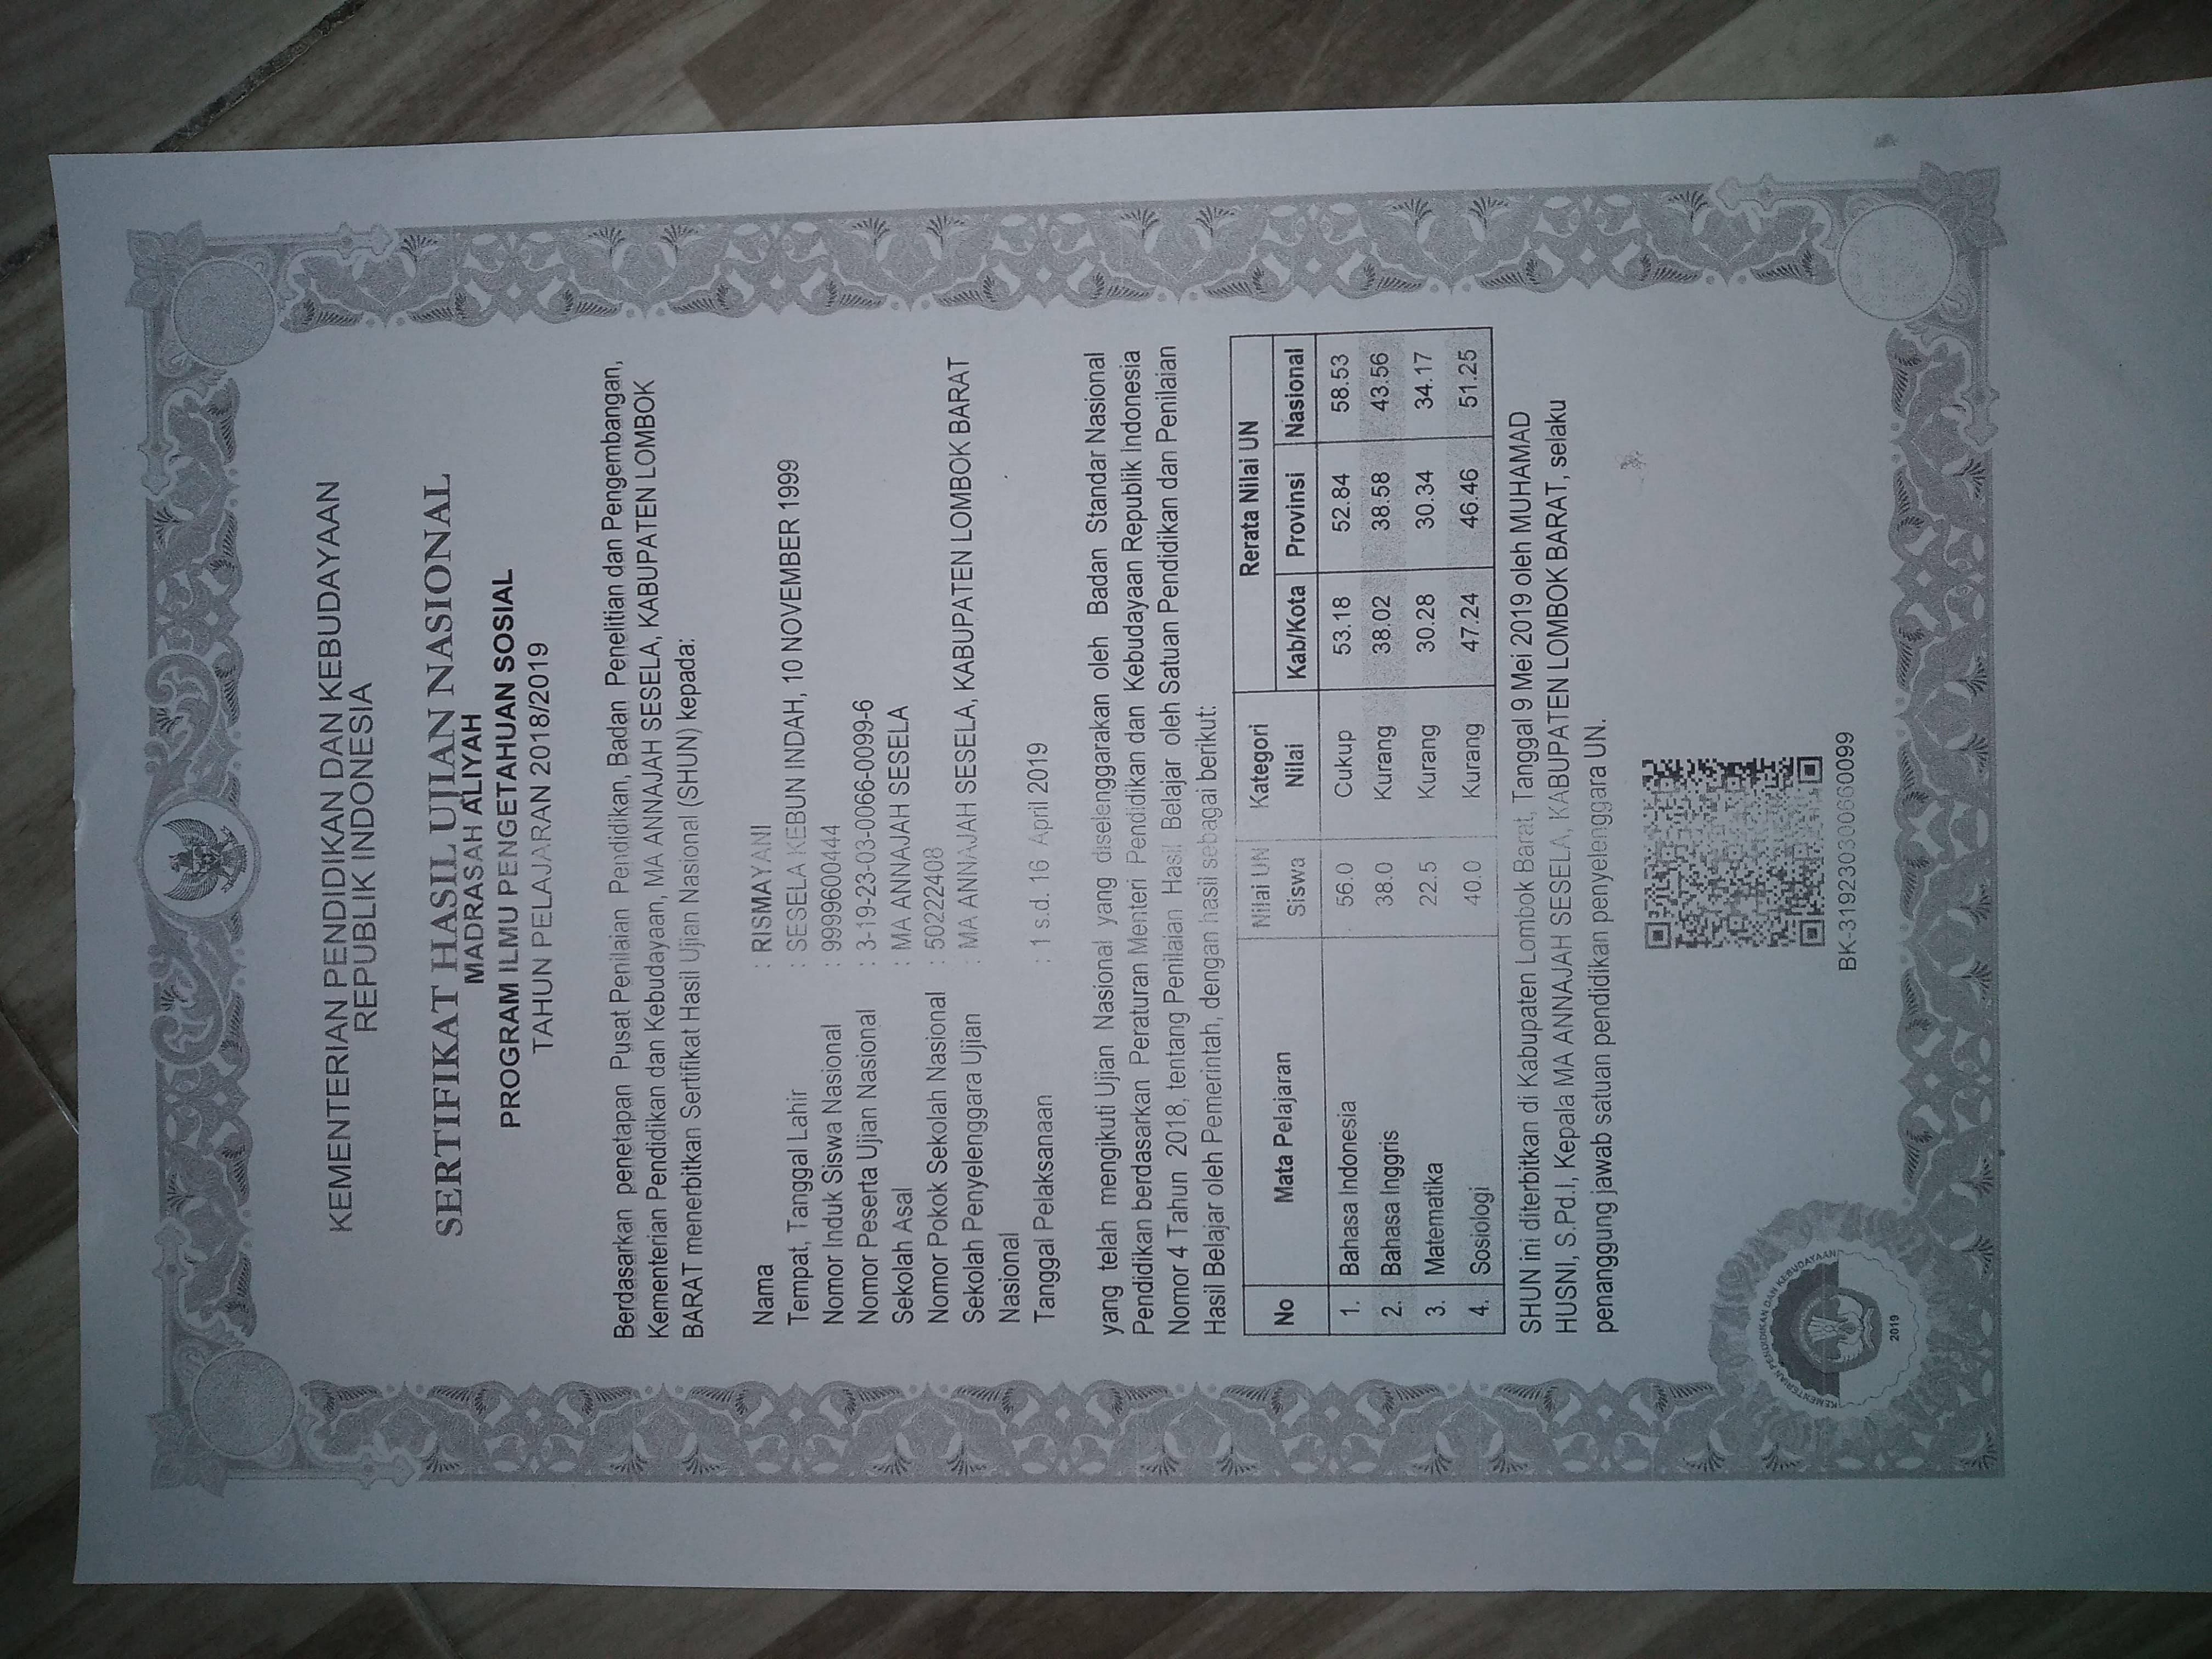 KEMENTERIAN PENDIDIKAN DAN KEBUDAYAAN
REPUBLIK INDONESIA
SERTIFIKAT HASIL UJIAN NASIONAL
MADRASAH ALIYAH
PROGRAM ILMU PENGETAHUAN SOSIAL
TAHUN PELAJARAN 2018/2019
Berdasarkan penetapan Pusat Penilaian Pendidikan, Badan Penelitian dan Pengembangan,
Kementerian Pendidikan dan Kebudayaan, MA ANNAJAH SESELA, KABUPATEN LOMBOK
BARAT menerbitkan Sertifikat Hasil Ujian Nasional (SHUN) kepada:
Nama : RISMAYANI
Tempat, Tanggal Lahir : SESELA KEBUN INDAH, 10 NOVEMBER 1999
Nomor Induk Siswa Nasional : 9999600444
Nomor Peserta Ujian Nasional : 3-19-23-03-0066-0099-6
Sekolah Asal : MA ANNAJAH SESELA
Nomor Pokok Sekolah Nasional : 50222408
Sekolah Penyelenggara Ujian : MA ANNAJAH SESELA, KABUPATEN LOMBOK BARAT
Nasional
Tanggal Pelaksanaan : 1 s.d. 16 April 2019
yang telah mengikuti Ujian Nasional yang diselenggarakan oleh Badan Standar Nasional
Pendidikan berdasarkan Peraturan Menteri Pendidikan dan Kebudayaan Republik Indonesia
Nomor 4 Tahun 2018, tentang Penilaian Hasil Belajar oleh Satuan Pendidikan dan Penilaian
Hasil Belajar oleh Pemerintah, dengan hasil sebagai berikut:
No Mata Pelajaran Nilai UN Siswa Kategori Nilai Rerata Nilai UN
Kab/Kota Provinsi Nasional
1. Bahasa Indonesia 56.0 Cukup 53.18 52.84 58.53
2. Bahasa Inggris 38.0 Kurang 38.02 38.58 43.56
3. Matematika 22.5 Kurang 30.28 30.34 34.17
4. Sosiologi 40.0 Kurang 47.24 46.46 51.25
SHUN ini diterbitkan di Kabupaten Lombok Barat, Tanggal 9 Mei 2019 oleh MUHAMAD
HUSNI, S.Pd.I, Kepala MA ANNAJAH SESELA, KABUPATEN LOMBOK BARAT, selaku
penanggung jawab satuan pendidikan penyelenggara UN.
BK-319230300660099
KEMENTERIAN PENDIDIKAN DAN KEBUDAYAAN
2019